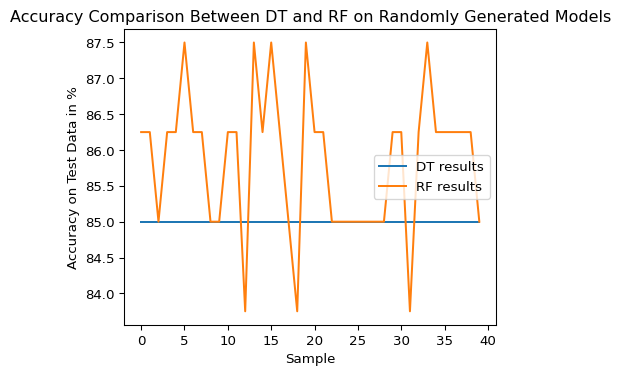 Accuracy Comparison Between DT and RF on Randomly Generated Models
87.5
87.0
86.5
86.0
85.5
85.0
84.5
84.0
Accuracy on Test Data in %
DT results
RF results
0 5 10 15 20 25 30 35 40
Sample